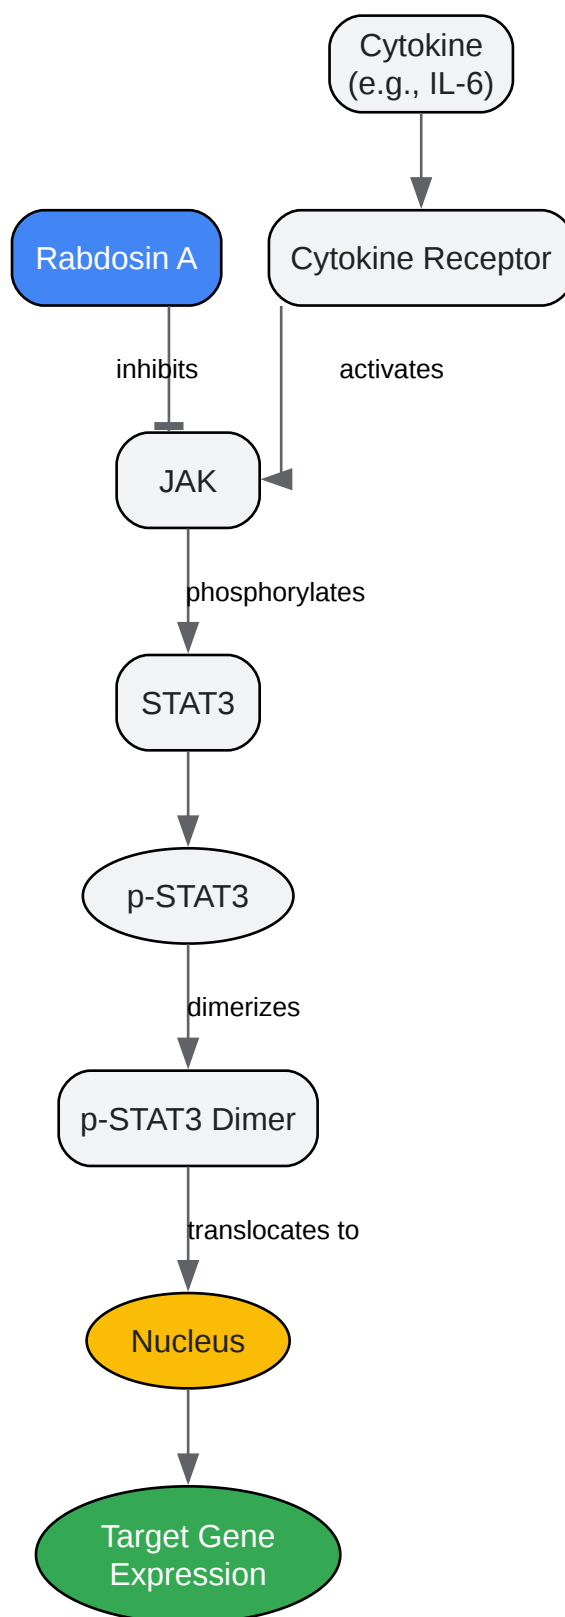 Cytokine
(e.g., IL-6)
Rabdosin A
Cytokine Receptor
inhibits
activates
JAK
phosphorylates
STAT3
p-STAT3
dimerizes
p-STAT3 Dimer
translocates to
Nucleus
Target Gene
Expression